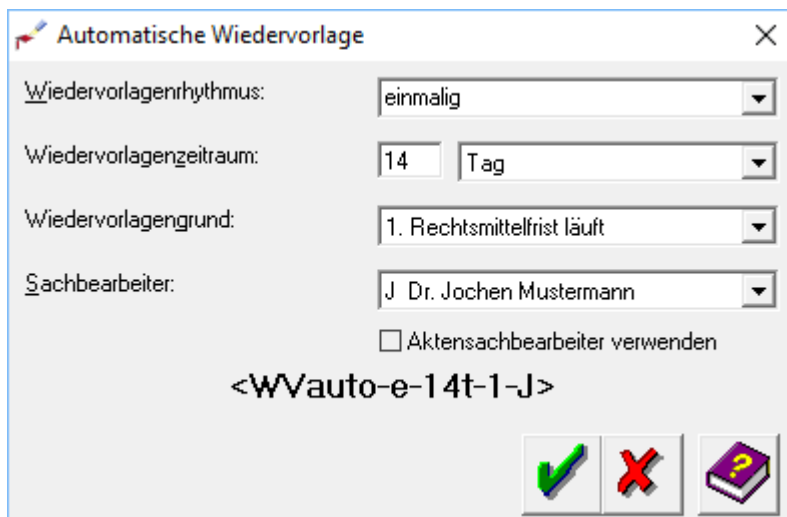 Automatische Wiedervorlage
Wiedervorlagenrhythmus: einmalig
Wiedervorlagenzeitraum: 14 Tag
Wiedervorlagengrund: 1. Rechtsmittelfrist läuft
Sachbearbeiter: J Dr. Jochen Mustermann
Aktensachbearbeiter verwenden
<WVauto-e-14t-1-J>
?